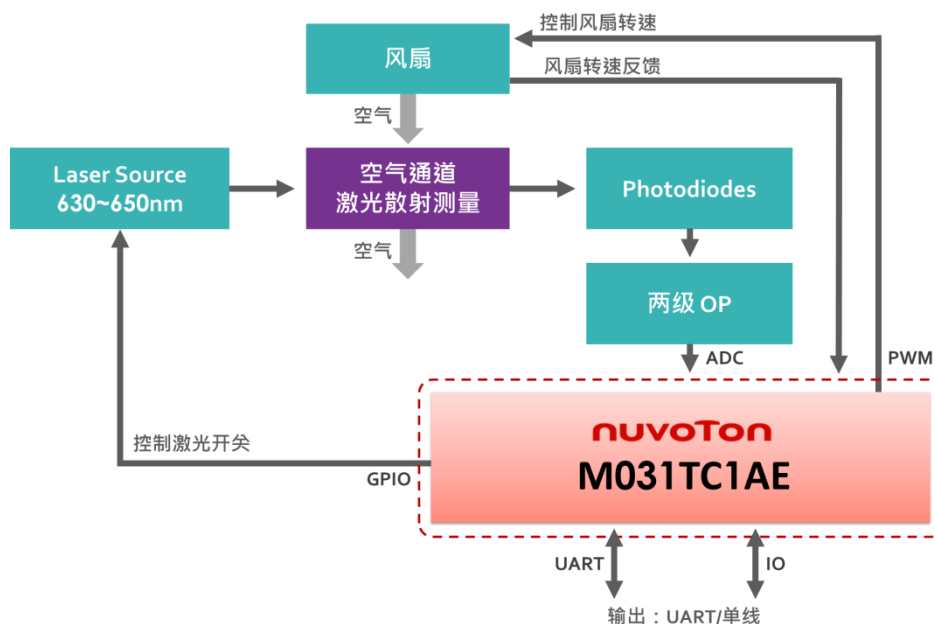 控制风扇转速
风扇
风扇转速反馈
空气
Laser Source
630~650nm
空气通道
激光散射测量
Photodiodes
空气
两级 OP
ADC
PWM
控制激光开关
GPIO
nuvoTon
M031TC1AE
UART
IO
输出：UART/单线